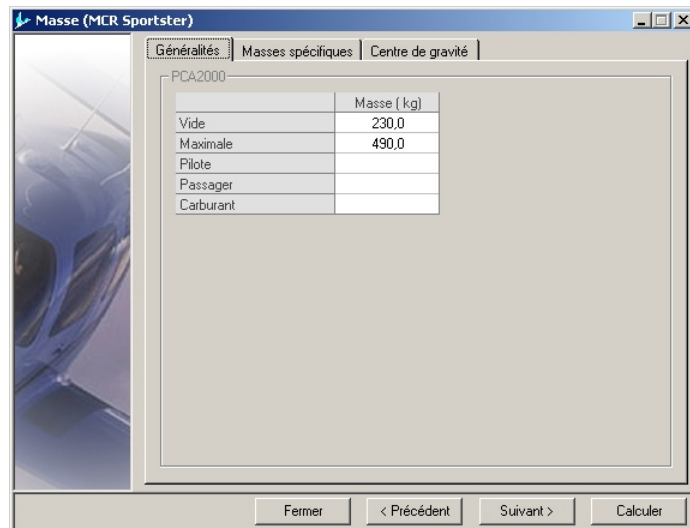 Masse (MCR Sportster)
Généralités Masses spécifiques Centre de gravité
PCA2000
Masse ( kg)
Vide 230,0
Maximale 490,0
Pilote
Passager
Carburant
Fermer < Précédent Suivant > Calculer